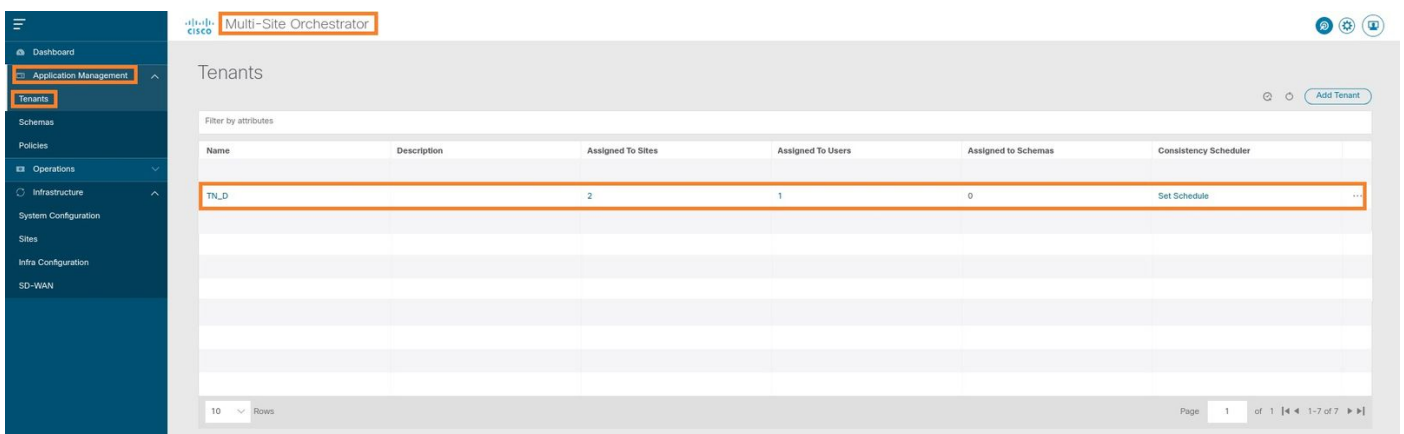 CISCO
Multi-Site Orchestrator
Dashboard
Application Management
Tenants
Schemas
Policies
Operations
Infrastructure
System Configuration
Sites
Infra Configuration
SD-WAN
Tenants
Add Tenant
Filter by attributes
Name Description Assigned To Sites Assigned To Users Assigned to Schemas Consistency Scheduler
TN_D 2 1 0 Set Schedule ...
10 Rows Page 1 of 1 1-7 of 7